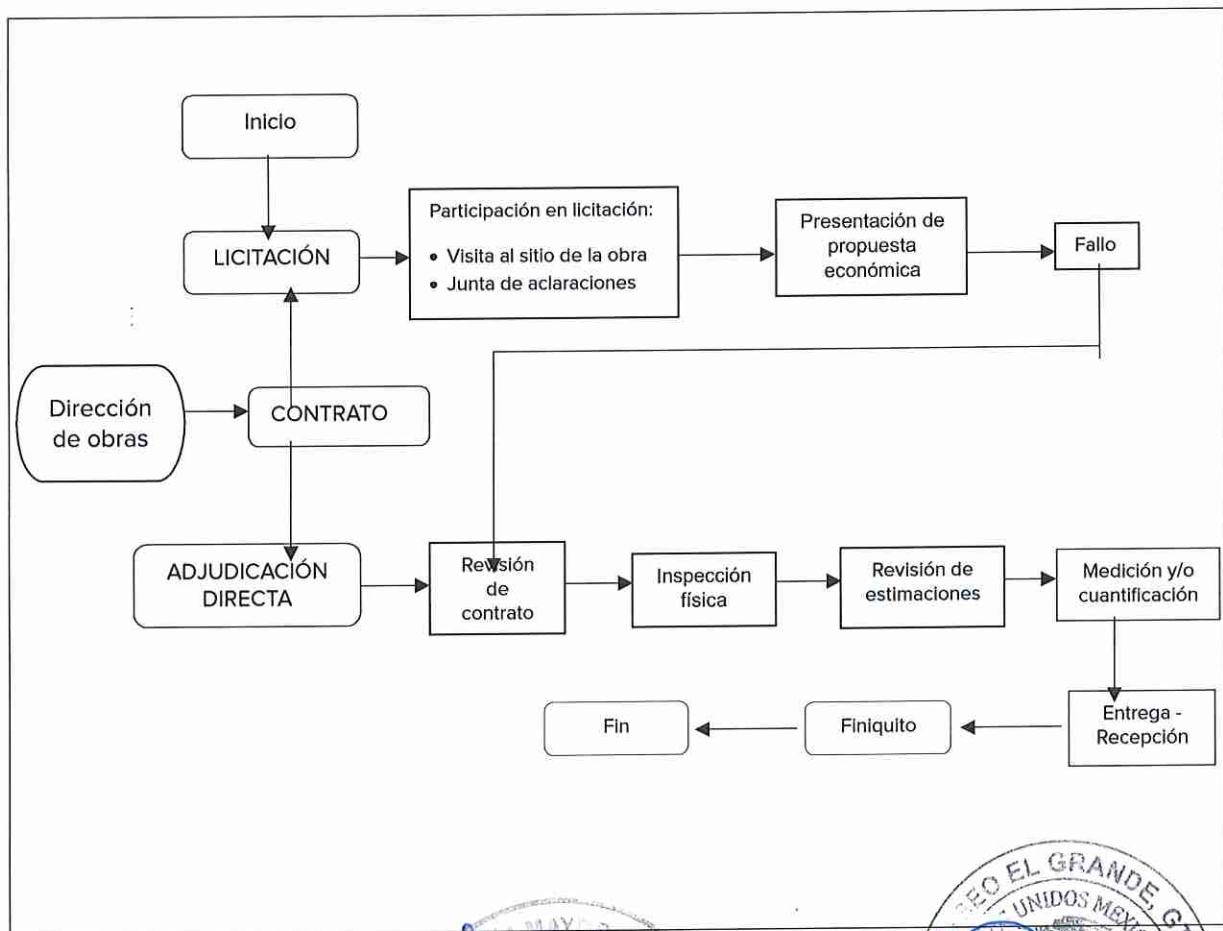 Inicio
LICITACIÓN
Participación en licitación:
• Visita al sitio de la obra
• Junta de aclaraciones
Presentación de
propuesta
económica
Fallo
Dirección
de obras
CONTRATO
ADJUDICACIÓN
DIRECTA
Revisión
de
contrato
Inspección
física
Revisión de
estimaciones
Medición y/o
cuantificación
Entrega -
Recepción
Finiquito
Fin
EL GRANDE,
UNIDOS